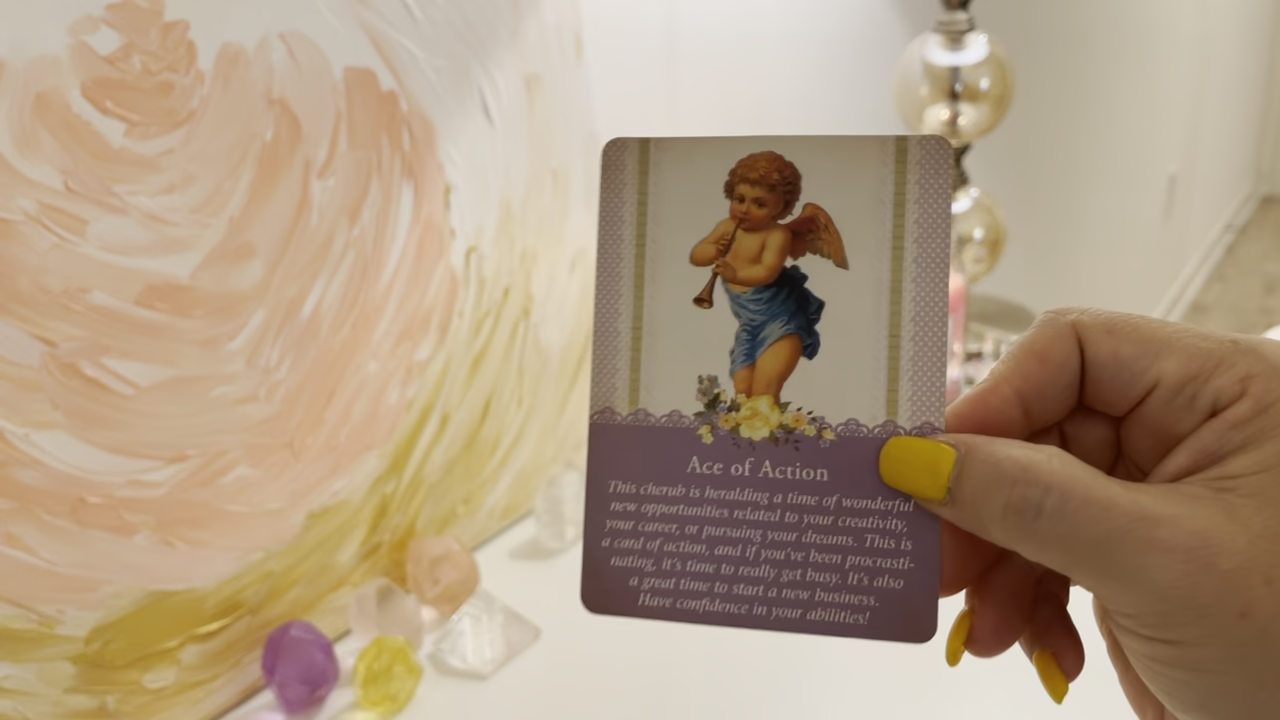 Ace of Action
This cherub is heralding a time of wonderful
new opportunities related to your creativity,
your career, or pursuing your dreams. This is
a card of action, and if you've been procrasti-
nating, it's time to really get busy. It's also
a great time to start a new business.
Have confidence in your abilities!